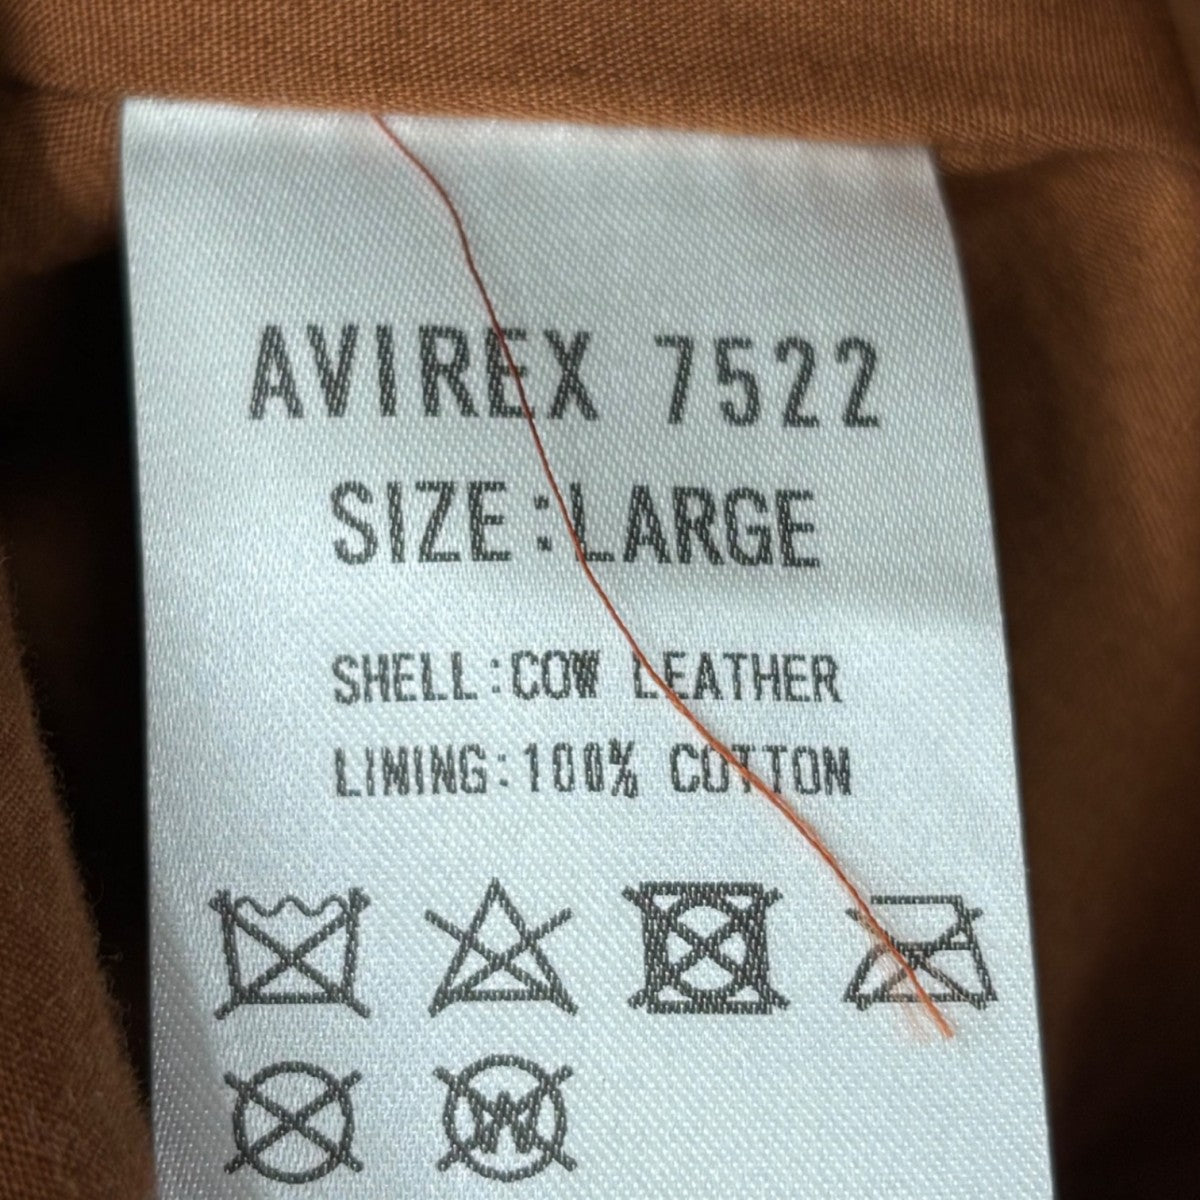 AVIREX 7522
SIZE:LARGE
SHELL:COW LEATHER
LINING:100% COTTON
W